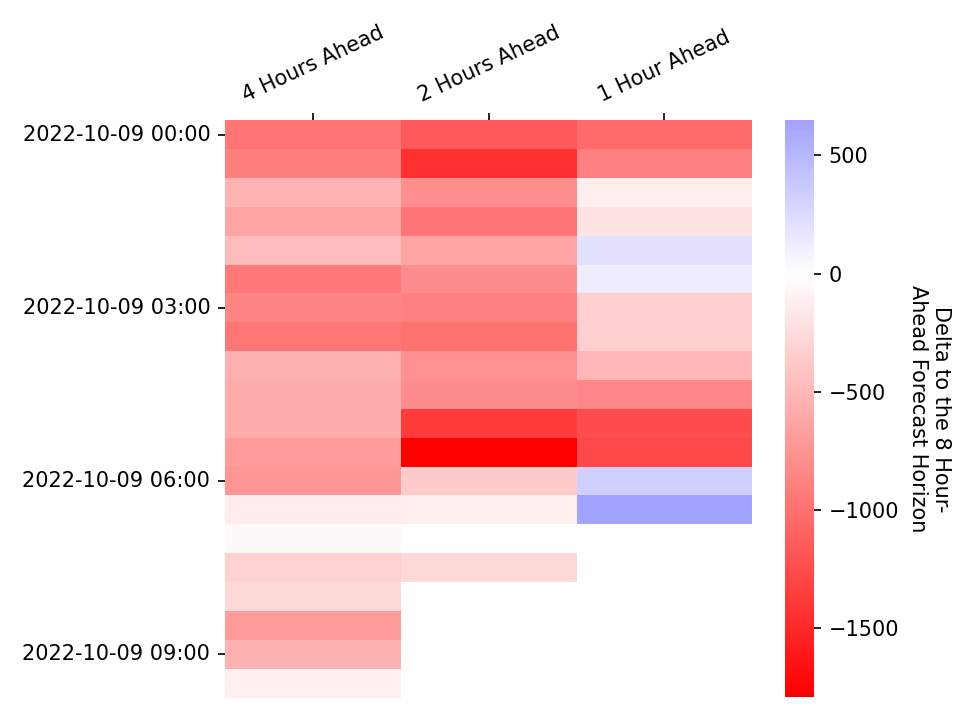 4 Hours Ahead
2 Hours Ahead
1 Hour Ahead
2022-10-09 00:00
2022-10-09 03:00
2022-10-09 06:00
2022-10-09 09:00
500
0
−500
−1000
−1500
Delta to the 8 Hour-
Ahead Forecast Horizon